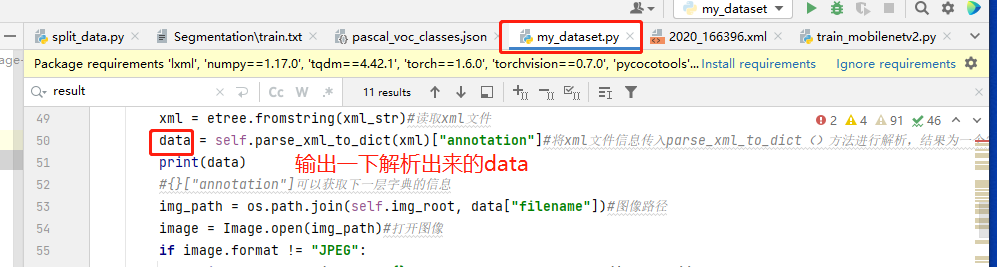 my_dataset
split_data.py
Segmentation\train.txt
pascal_voc_classes.json
my_dataset.py
2020_166396.xml
train_mobilenetv2.py
Package requirements 'lxml', 'numpy==1.17.0', 'tqdm==4.42.1', 'torch==1.6.0', 'torchvision==0.7.0', 'pycocotools'... Install requirements Ignore requirements
result Cc W .* 11 results
49 xml = etree.fromstring(xml_str)#读取xml文件 2 4 91 46
50 data = self.parse_xml_to_dict(xml)["annotation"]#将xml文件信息传入parse_xml_to_dict（）方法进行解析，结果为一个
51 print(data) 输出一下解析出来的data
52 #{}["annotation"]可以获取下一层字典的信息
53 img_path = os.path.join(self.img_root, data["filename"])#图像路径
54 image = Image.open(img_path)#打开图像
55 if image.format != "JPEG":